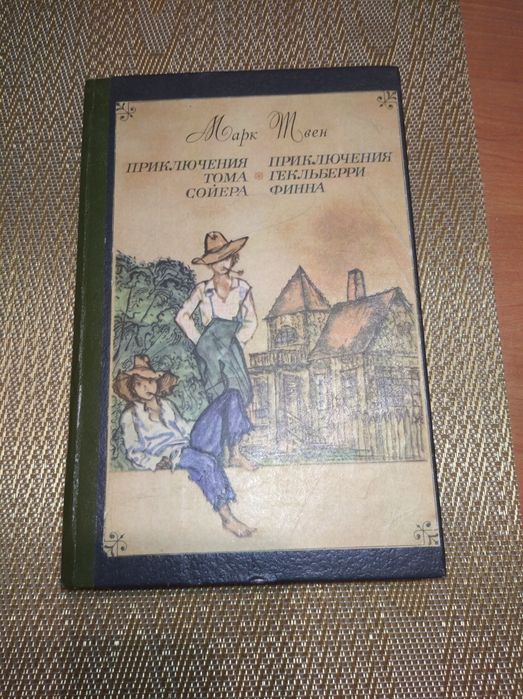 Марк Твен
ПРИКЛЮЧЕНИЯ
ТОМА
СОЙЕРА
ПРИКЛЮЧЕНИЯ
ГЕКЛЬБЕРРИ
ФИННА